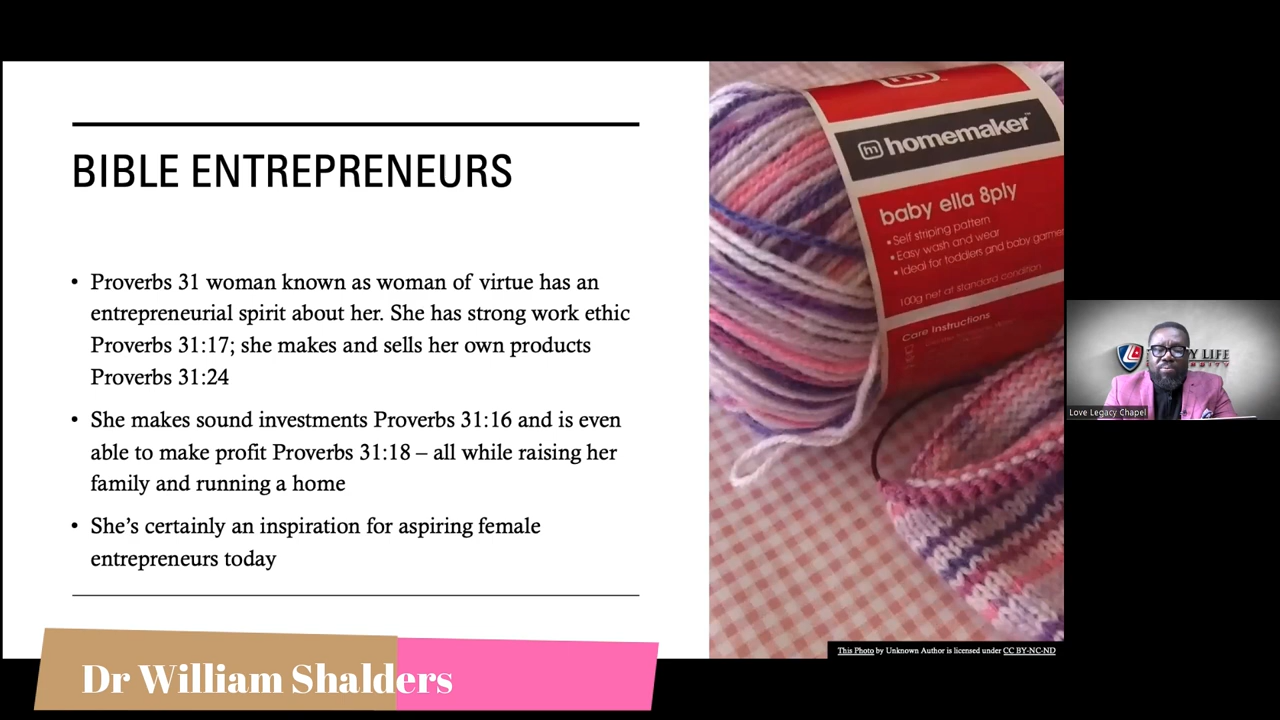 BIBLE ENTREPRENEURS
• Proverbs 31 woman known as woman of virtue has an
entrepreneurial spirit about her. She has strong work ethic
Proverbs 31:17; she makes and sells her own products
Proverbs 31:24
• She makes sound investments Proverbs 31:16 and is even
able to make profit Proverbs 31:18 – all while raising her
family and running a home
• She’s certainly an inspiration for aspiring female
entrepreneurs today
homemaker
baby ella 8ply
• Self striping pattern
• Easy wash and wear
• Ideal for toddlers and baby garmen
100g net at standard condition
Care Instructions
This Photo by Unknown Author is licensed under CC BY-NC-ND
LIFE
Love Legacy Chapel
Dr William Shalders